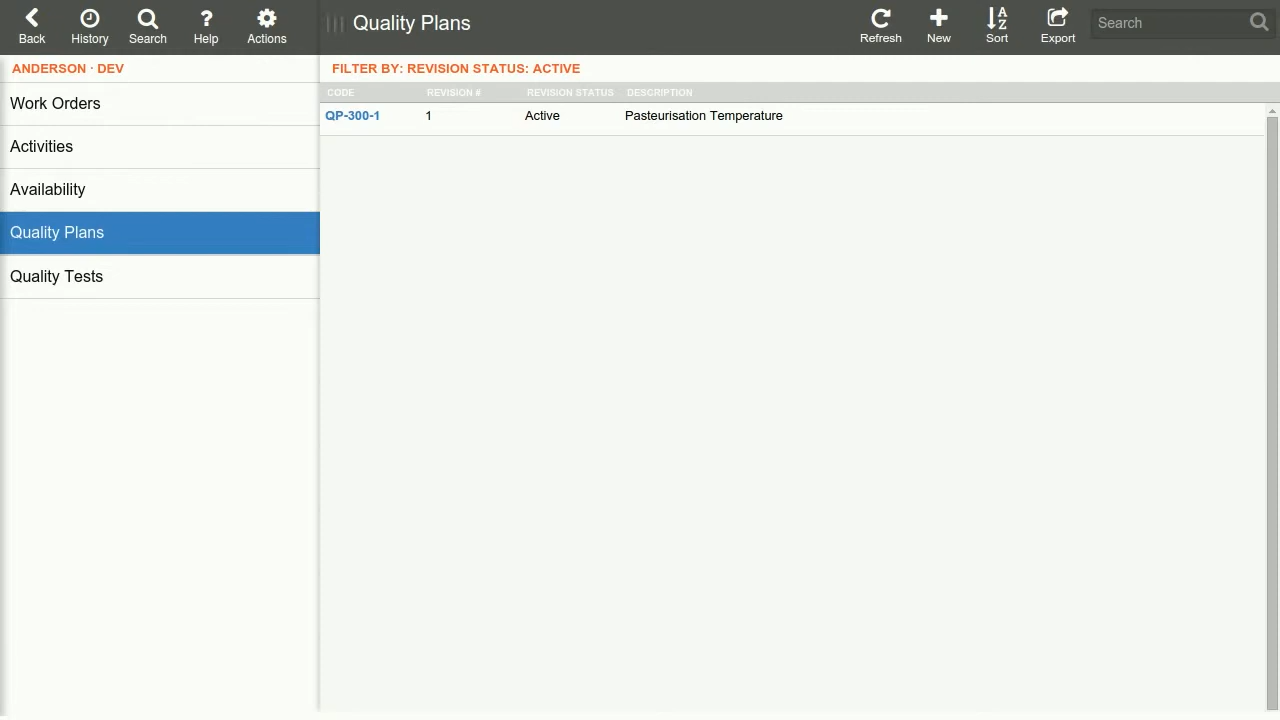 Back History Search Help Actions Quality Plans Refresh New Sort Export Search
ANDERSON · DEV
FILTER BY: REVISION STATUS: ACTIVE
Work Orders
Activities
Availability
Quality Plans
Quality Tests
CODE REVISION # REVISION STATUS DESCRIPTION
QP-300-1 1 Active Pasteurisation Temperature